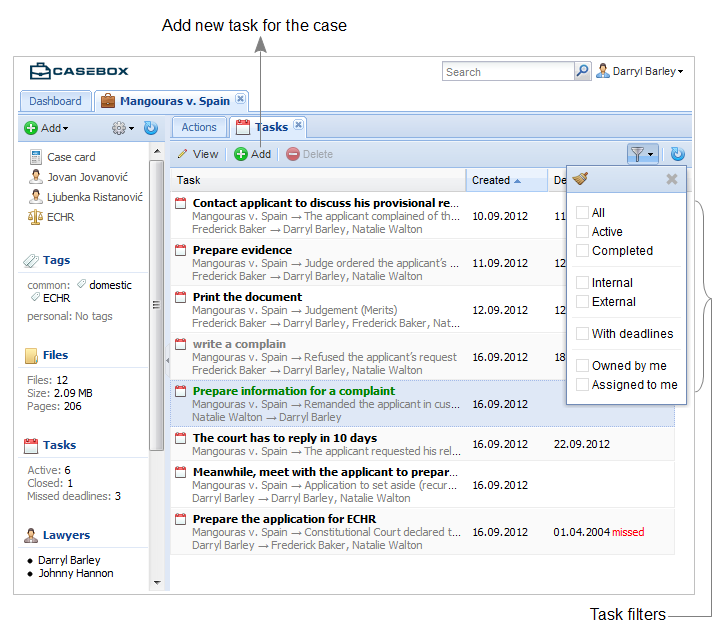 Add new task for the case
CASEBOX
Search
Darryl Barley
Dashboard
Mangouras v. Spain
Add
Case card
Jovan Jovanović
Ljubenka Ristanović
ECHR
Tags
common: domestic
ECHR
personal: No tags
Files
Files: 12
Size: 2.09 MB
Pages: 206
Tasks
Active: 6
Closed: 1
Missed deadlines: 3
Lawyers
Darryl Barley
Johnny Hannon
Actions
Tasks
View Add Delete
Task Created De
Contact applicant to discuss his provisional re...
Mangouras v. Spain → The applicant complained of th...
Frederick Baker → Darryl Barley, Natalie Walton
10.09.2012 11
Prepare evidence
Mangouras v. Spain → Judge ordered the applicant's ...
Frederick Baker → Darryl Barley, Natalie Walton
11.09.2012 12
Print the document
Mangouras v. Spain → Judgement (Merits)
Frederick Baker → Darryl Barley, Frederick Baker, Nat...
12.09.2012 12
write a complain
Mangouras v. Spain → Refused the applicant's request
Frederick Baker → Darryl Barley, Natalie Walton
16.09.2012 18
Prepare information for a complaint
Mangouras v. Spain → Remanded the applicant in cus...
Natalie Walton → Darryl Barley
16.09.2012
The court has to reply in 10 days
Mangouras v. Spain → The applicant requested his rel...
16.09.2012 22.09.2012
Meanwhile, meet with the applicant to prepar...
Mangouras v. Spain → Application to set aside (recur...
Darryl Barley → Darryl Barley, Natalie Walton
16.09.2012
Prepare the application for ECHR
Mangouras v. Spain → Constitutional Court declared t...
Darryl Barley → Frederick Baker, Natalie Walton
16.09.2012 01.04.2004 missed
All
Active
Completed
Internal
External
With deadlines
Owned by me
Assigned to me
Task filters